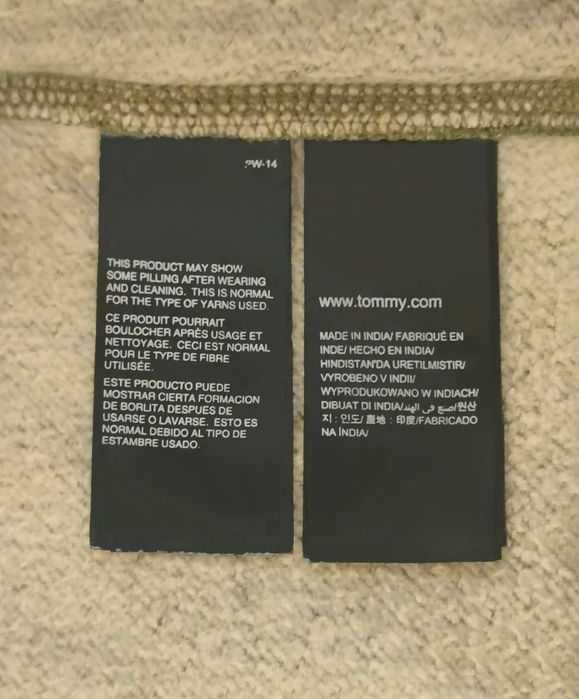 PW-14
THIS PRODUCT MAY SHOW
SOME PILLING AFTER WEARING
AND CLEANING. THIS IS NORMAL
FOR THE TYPE OF YARNS USED.
CE PRODUIT POURRAIT
BOULOCHER APRÈS USAGE ET
NETTOYAGE. CECI EST NORMAL
POUR LE TYPE DE FIBRE
UTILISÉE.
ESTE PRODUCTO PUEDE
MOSTRAR CIERTA FORMACION
DE BORLITA DESPUES DE
USARSE O LAVARSE. ESTO ES
NORMAL DEBIDO AL TIPO DE
ESTAMBRE USADO.
www.tommy.com
MADE IN INDIA/ FABRIQUÉ EN
INDE/ HECHO EN INDIA/
HINDISTAN'DA URETILMISTIR/
VYROBENO V INDII/
WYPRODUKOWANO W INDIACH/
DIBUAT DI INDIA/صنع في الهند/원산
지 : 인도/ 產地 : 印度/FABRICADO
NA ÍNDIA/